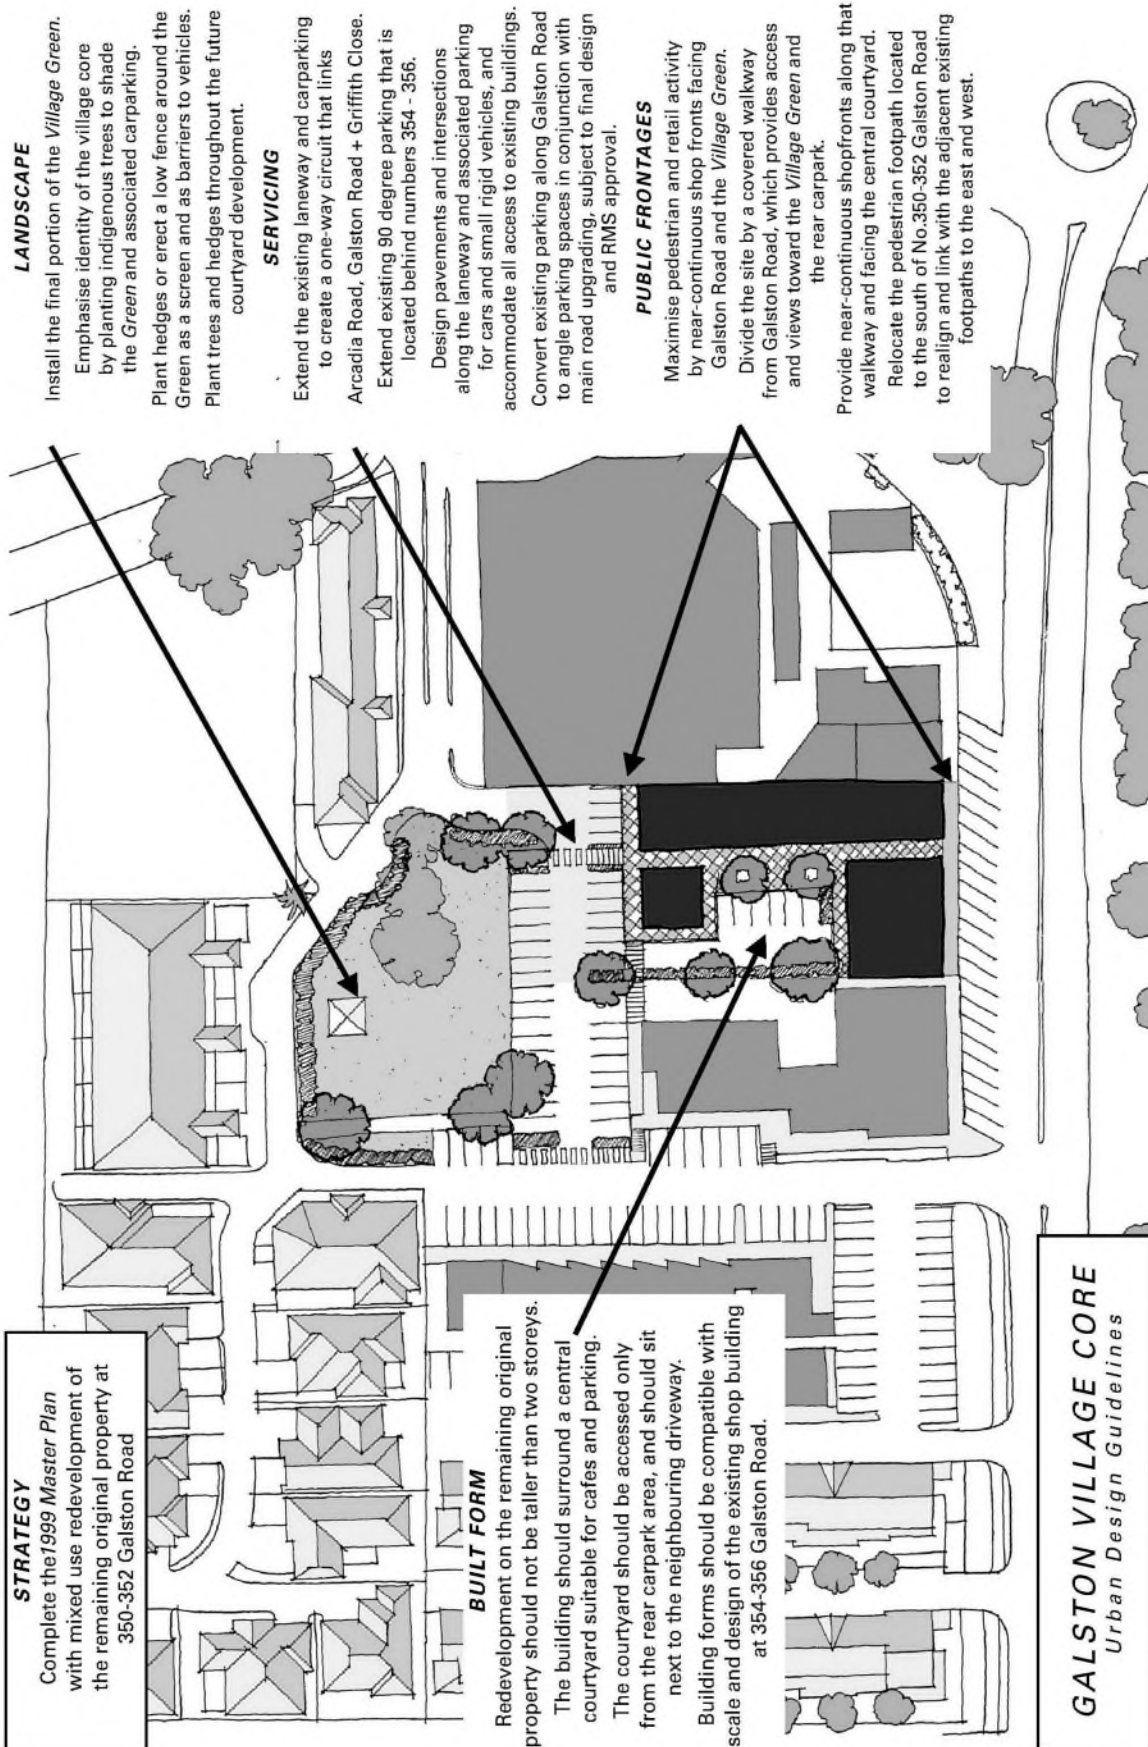 STRATEGY
Complete the1999 Master Plan
with mixed use redevelopment of
the remaining original property at
350-352 Galston Road
BUILT FORM
Redevelopment on the remaining original
property should not be taller than two storeys.
The building should surround a central
courtyard suitable for cafes and parking.
The courtyard should be accessed only
from the rear carpark area, and should sit
next to the neighbouring driveway.
Building forms should be compatible with
scale and design of the existing shop building
at 354-356 Galston Road.
LANDSCAPE
Install the final portion of the Village Green.
Emphasise identity of the village core
by planting indigenous trees to shade
the Green and associated carparking.
Plant hedges or erect a low fence around the
Green as a screen and as barriers to vehicles.
Plant trees and hedges throughout the future
courtyard development.
SERVICING
Extend the existing laneway and carparking
to create a one-way circuit that links
Arcadia Road, Galston Road + Griffith Close.
Extend existing 90 degree parking that is
located behind numbers 354 - 356.
Design pavements and intersections
along the laneway and associated parking
for cars and small rigid vehicles, and
accommodate all access to existing buildings.
Convert existing parking along Galston Road
to angle parking spaces in conjunction with
main road upgrading, subject to final design
and RMS approval.
PUBLIC FRONTAGES
Maximise pedestrian and retail activity
by near-continuous shop fronts facing
Galston Road and the Village Green.
Divide the site by a covered walkway
from Galston Road, which provides access
and views toward the Village Green and
the rear carpark.
Provide near-continuous shopfronts along that
walkway and facing the central courtyard.
Relocate the pedestrian footpath located
to the south of No.350-352 Galston Road
to realign and link with the adjacent existing
footpaths to the east and west.
GALSTON VILLAGE CORE
Urban Design Guidelines